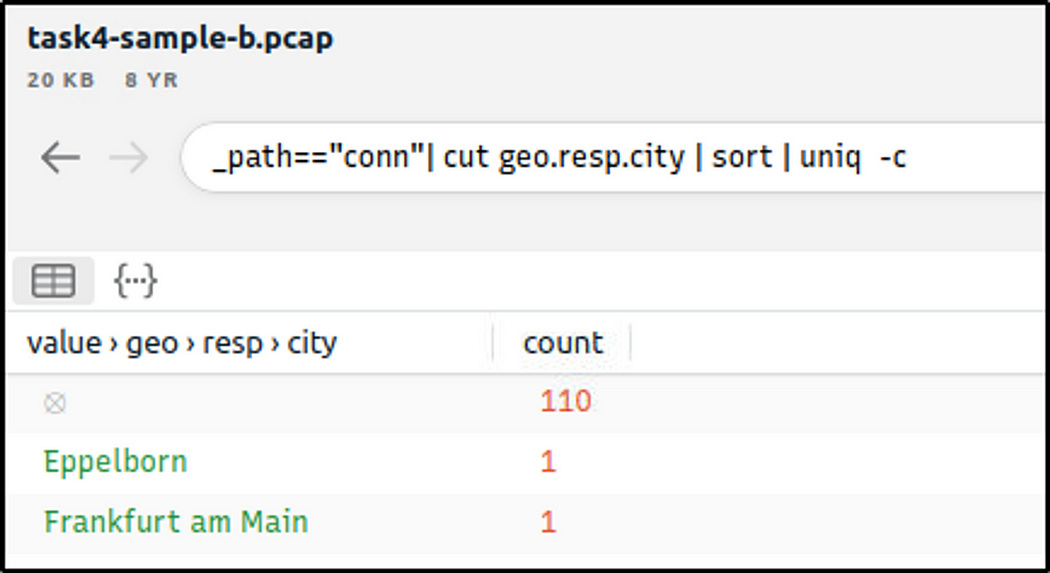 task4-sample-b.pcap
20 KB 8 YR
_path=="conn"| cut geo.resp.city | sort | uniq  -c
value › geo › resp › city count
110
Eppelborn 1
Frankfurt am Main 1